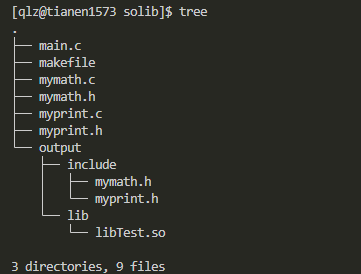 [qlz@tianen1573 solib]$ tree
.
├── main.c
├── makefile
├── mymath.c
├── mymath.h
├── myprint.c
├── myprint.h
└── output
    ├── include
    │   ├── mymath.h
    │   └── myprint.h
    └── lib
        └── libTest.so
3 directories, 9 files